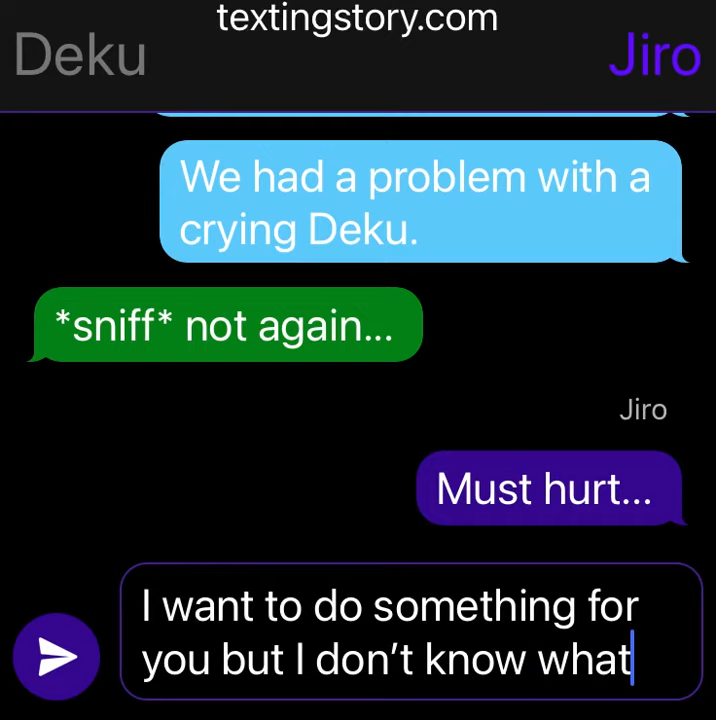 textingstory.com
Deku
Jiro
We had a problem with a
crying Deku.
*sniff* not again...
Jiro
Must hurt...
I want to do something for
you but I don’t know what